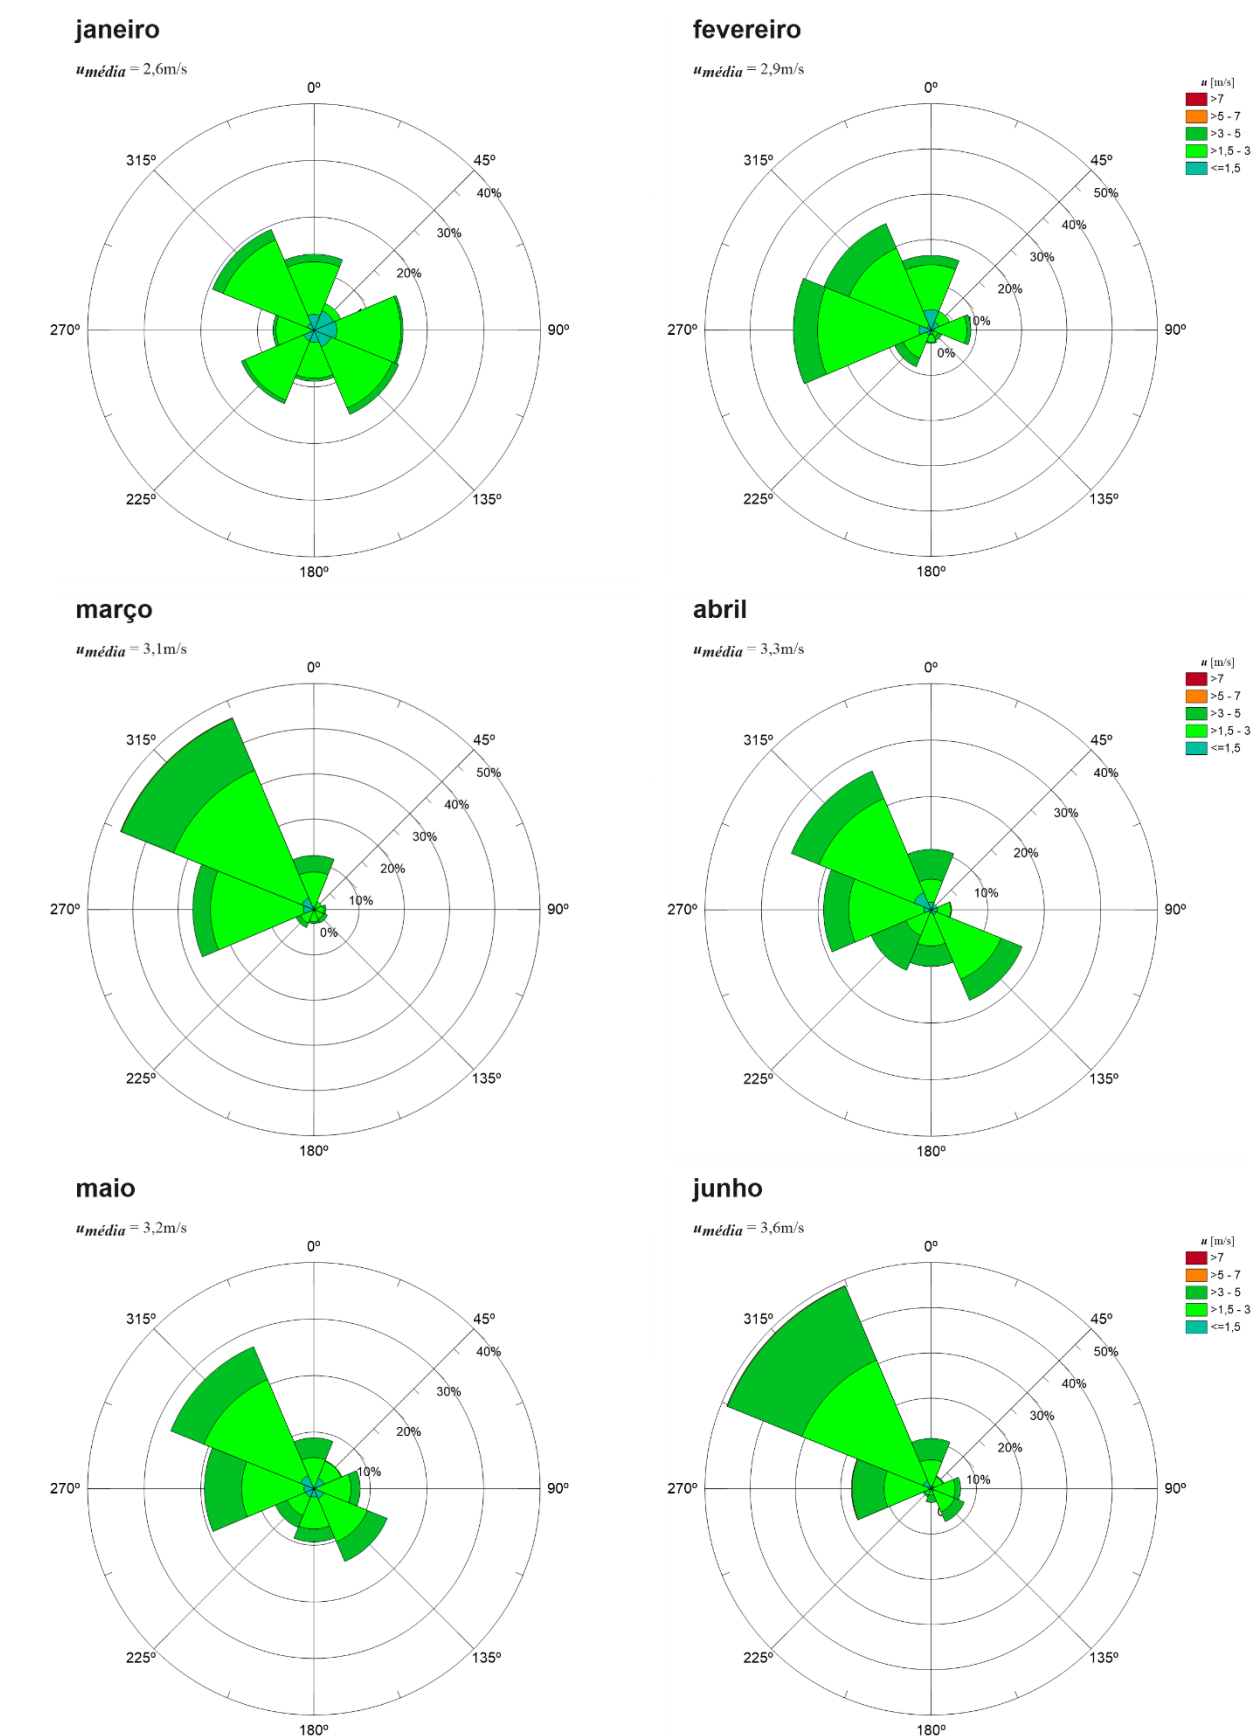 janeiro
fevereiro
umédia = 2,6m/s
umédia = 2,9m/s
u [m/s]
>7
>5 - 7
>3 - 5
>1,5 - 3
<=1,5
0º
45º
40%
30%
20%
90º
135º
180º
225º
270º
315º
0º
45º
50%
40%
30%
20%
0%
0%
90º
135º
180º
225º
270º
315º
março
abril
umédia = 3,1m/s
umédia = 3,3m/s
u [m/s]
>7
>5 - 7
>3 - 5
>1,5 - 3
<=1,5
0º
45º
50%
40%
30%
20%
10%
0%
90º
135º
180º
225º
270º
315º
0º
45º
40%
30%
20%
10%
90º
135º
180º
225º
270º
315º
maio
junho
umédia = 3,2m/s
umédia = 3,6m/s
u [m/s]
>7
>5 - 7
>3 - 5
>1,5 - 3
<=1,5
0º
45º
40%
30%
20%
10%
90º
135º
180º
225º
270º
315º
0º
45º
50%
40%
30%
20%
10%
90º
135º
180º
225º
270º
315º